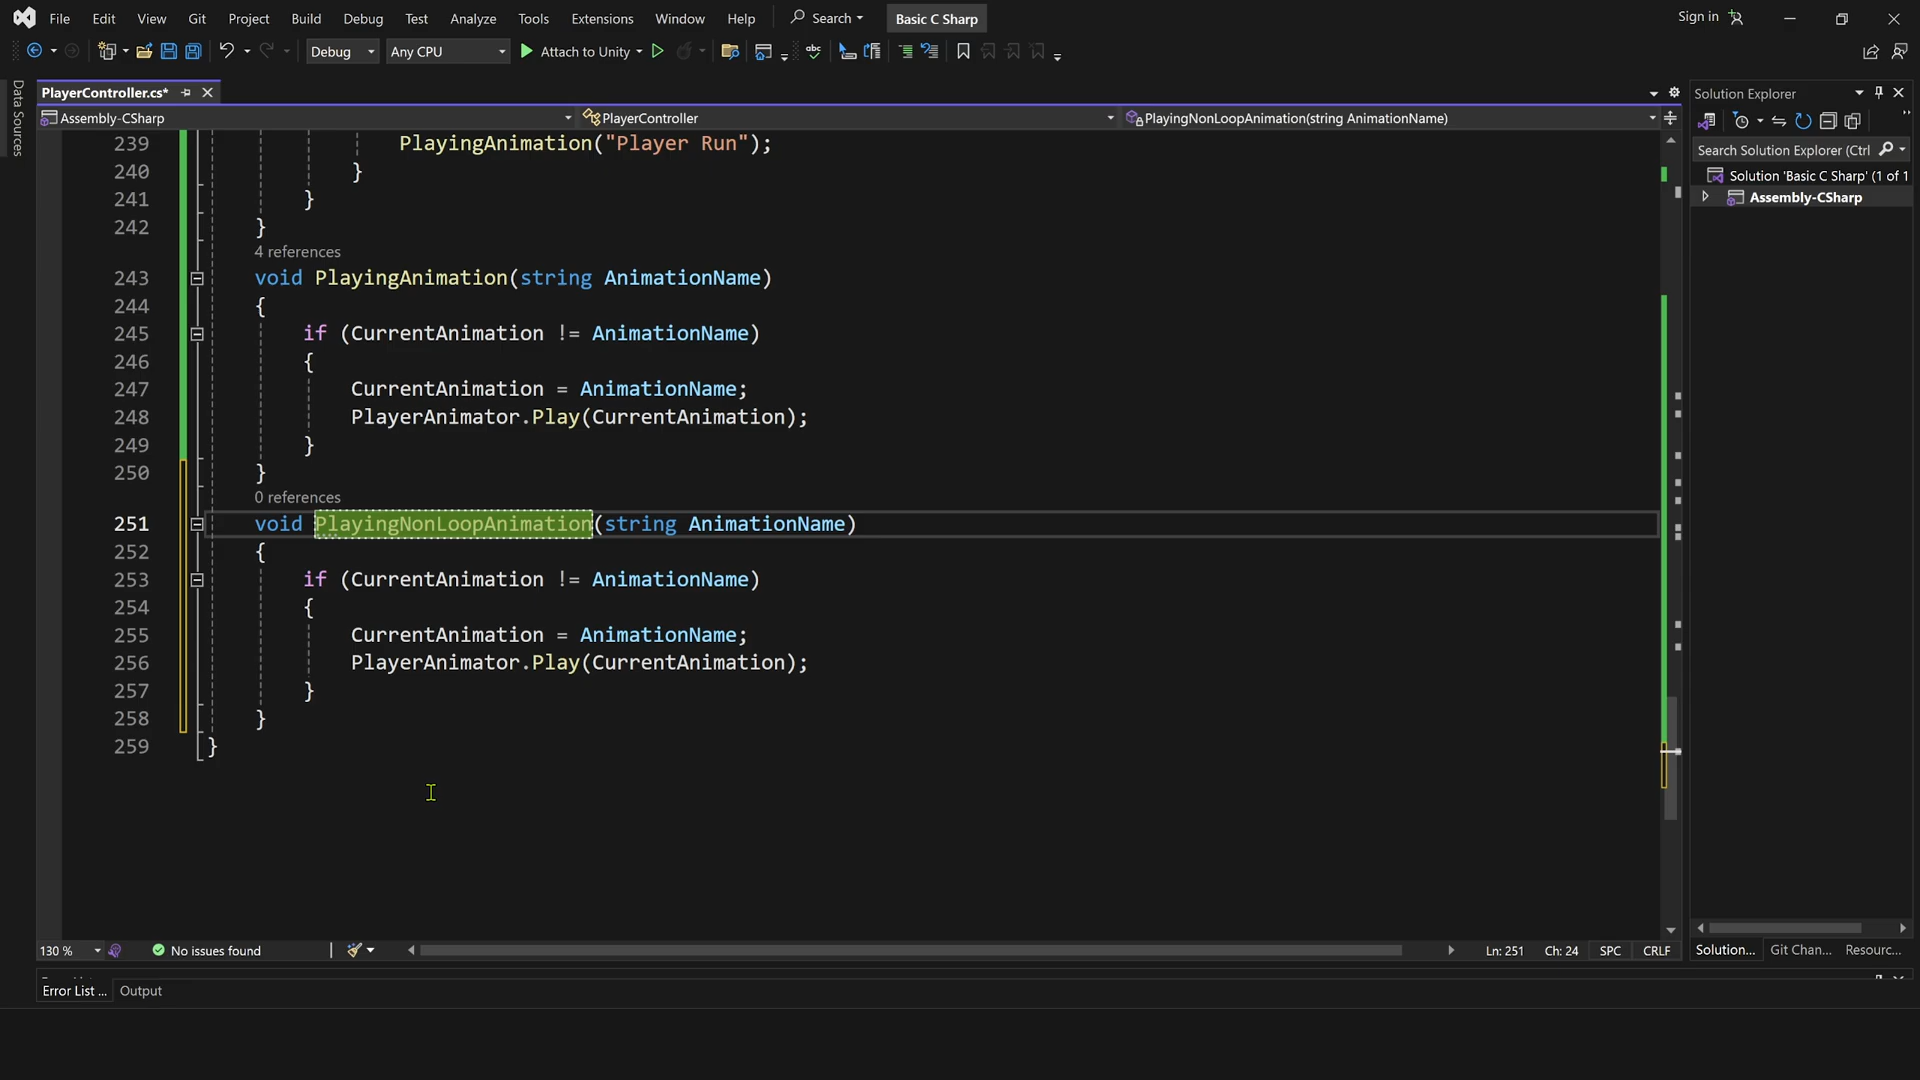 File Edit View Git Project Build Debug Test Analyze Tools Extensions Window Help Search Basic C Sharp Sign in
Debug Any CPU Attach to Unity abc
Data Sources
PlayerController.cs*
Assembly-CSharp PlayerController PlayingNonLoopAnimation(string AnimationName)
239 PlayingAnimation("Player Run");
240 }
241 }
242 }
4 references
243 void PlayingAnimation(string AnimationName)
244 {
245 if (CurrentAnimation != AnimationName)
246 {
247 CurrentAnimation = AnimationName;
248 PlayerAnimator.Play(CurrentAnimation);
249 }
250 }
0 references
251 void PlayingNonLoopAnimation(string AnimationName)
252 {
253 if (CurrentAnimation != AnimationName)
254 {
255 CurrentAnimation = AnimationName;
256 PlayerAnimator.Play(CurrentAnimation);
257 }
258 }
259 }
130 % No issues found Ln: 251 Ch: 24 SPC CRLF
Error List ... Output
Solution Explorer
Search Solution Explorer (Ctrl
Solution 'Basic C Sharp' (1 of 1
Assembly-CSharp
Solution... Git Chan... Resourc...